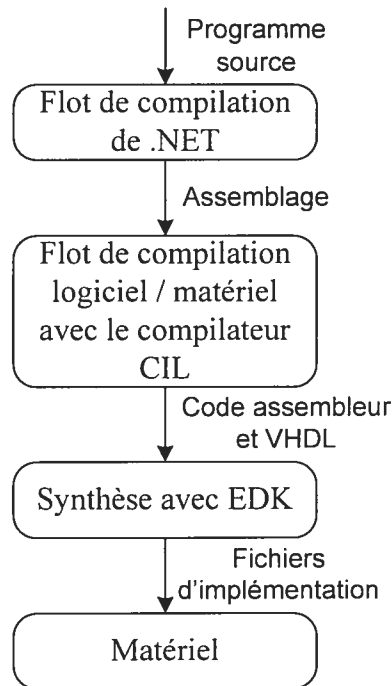 Programme
source
Flot de compilation
de .NET
Assemblage
Flot de compilation
logiciel / matériel
avec le compilateur
CIL
Code assembleur
et VHDL
Synthèse avec EDK
Fichiers
d'implémentation
Matériel